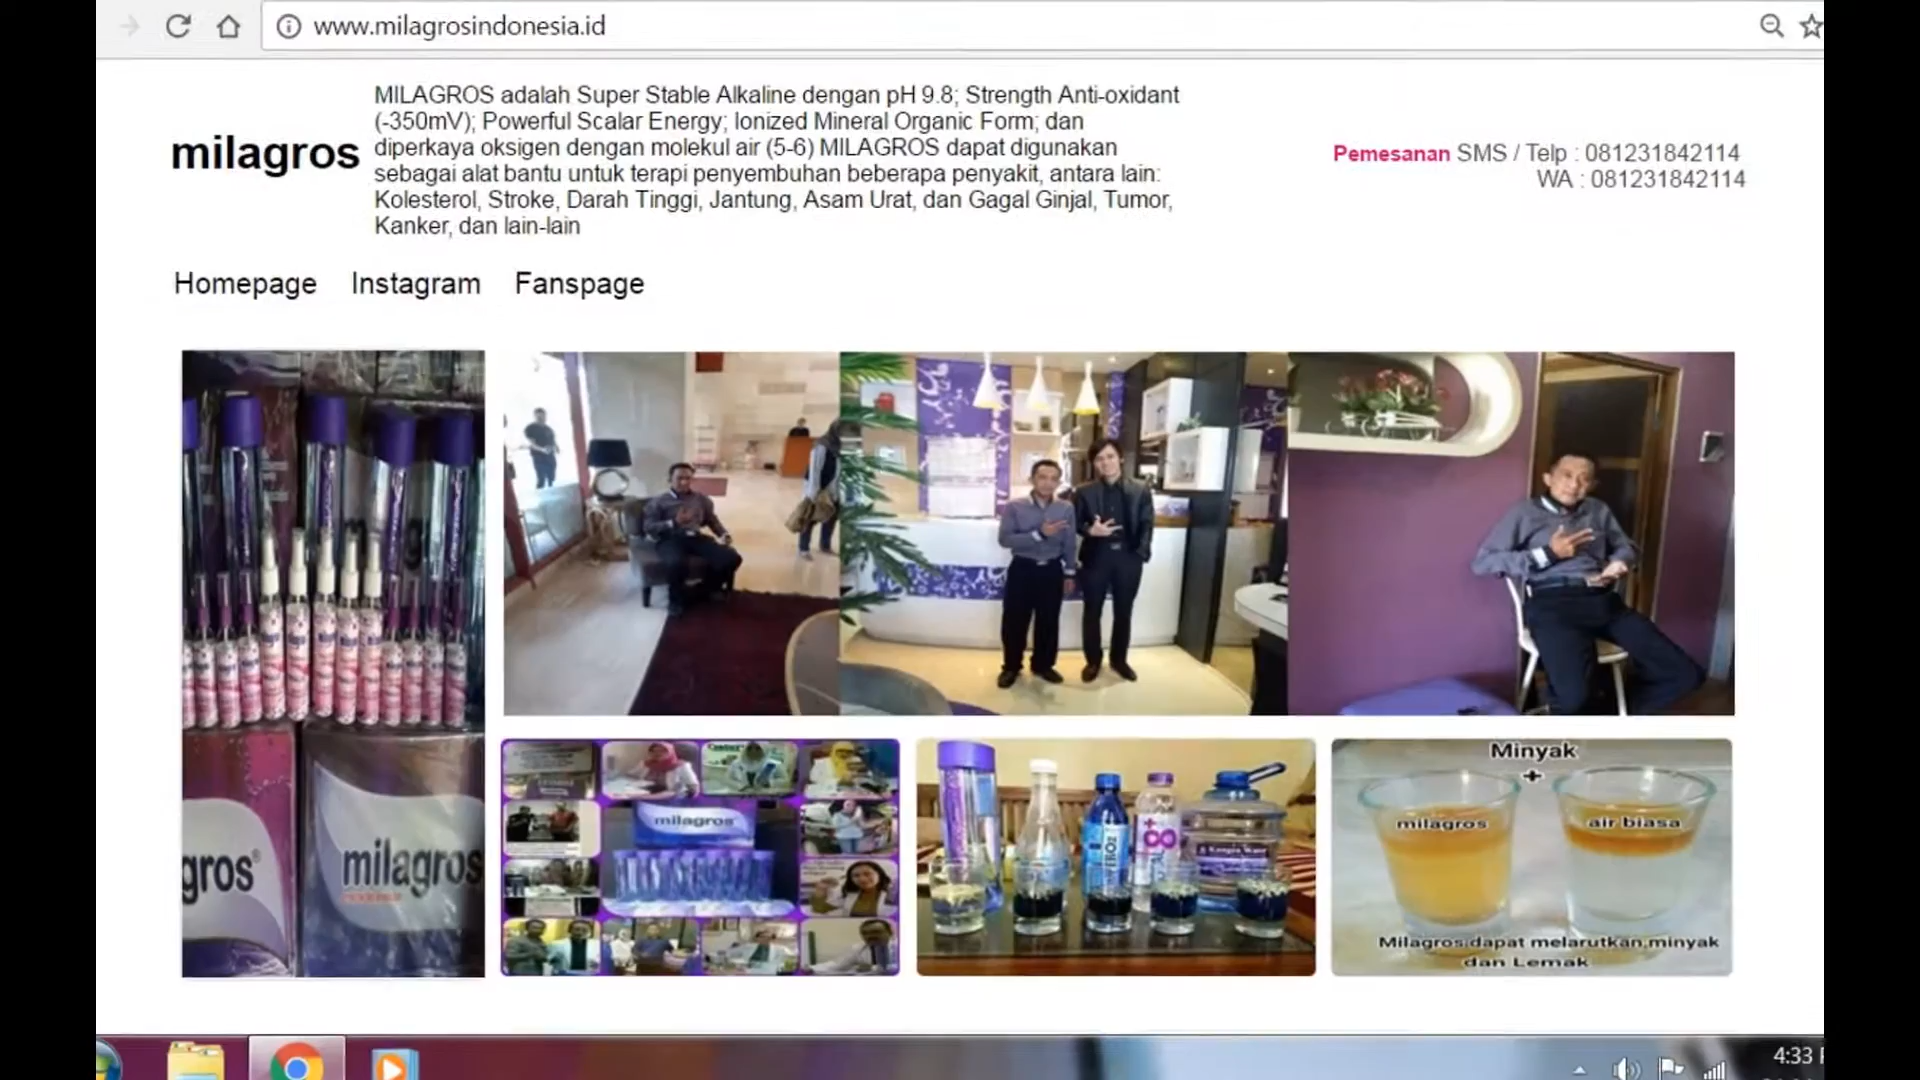 www.milagrosindonesia.id
milagros
MILAGROS adalah Super Stable Alkaline dengan pH 9.8; Strength Anti-oxidant
(-350mV); Powerful Scalar Energy; Ionized Mineral Organic Form; dan
diperkaya oksigen dengan molekul air (5-6) MILAGROS dapat digunakan
sebagai alat bantu untuk terapi penyembuhan beberapa penyakit, antara lain:
Kolesterol, Stroke, Darah Tinggi, Jantung, Asam Urat, dan Gagal Ginjal, Tumor,
Kanker, dan lain-lain
Pemesanan SMS / Telp : 081231842114
WA : 081231842114
Homepage Instagram Fanspage
gros®
milagros
milagros
+8
Minyak
+
milagros
air biasa
Milagros dapat melarutkan minyak
dan Lemak
4:33